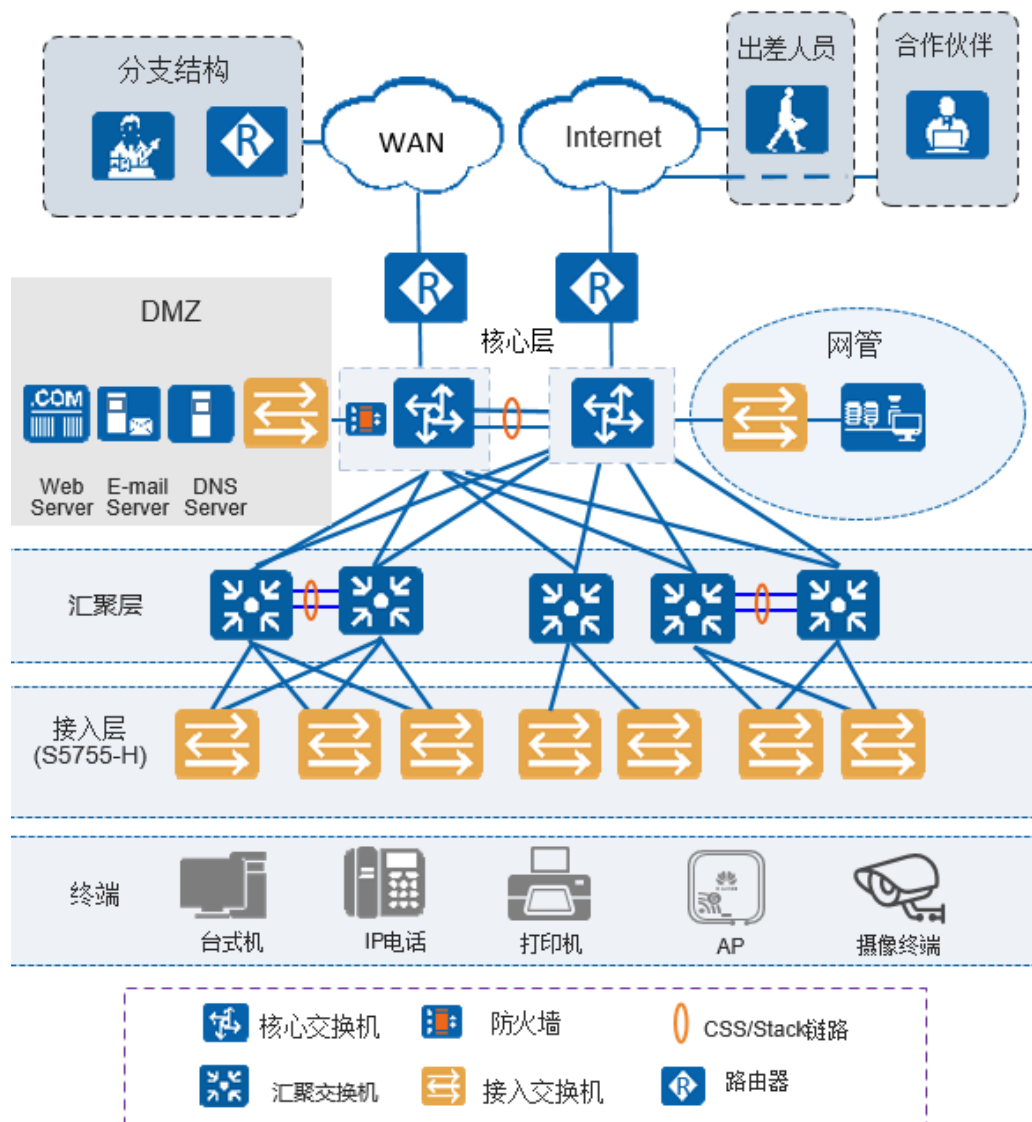 分支结构
WAN
Internet
出差人员
合作伙伴
R
R
R
DMZ
核心层
网管
.COM
Web
Server
E-mail
Server
DNS
Server
汇聚层
接入层
(S5755-H)
终端
台式机
IP电话
打印机
AP
摄像终端
核心交换机
防火墙
CSS/Stack链路
汇聚交换机
接入交换机
R
路由器